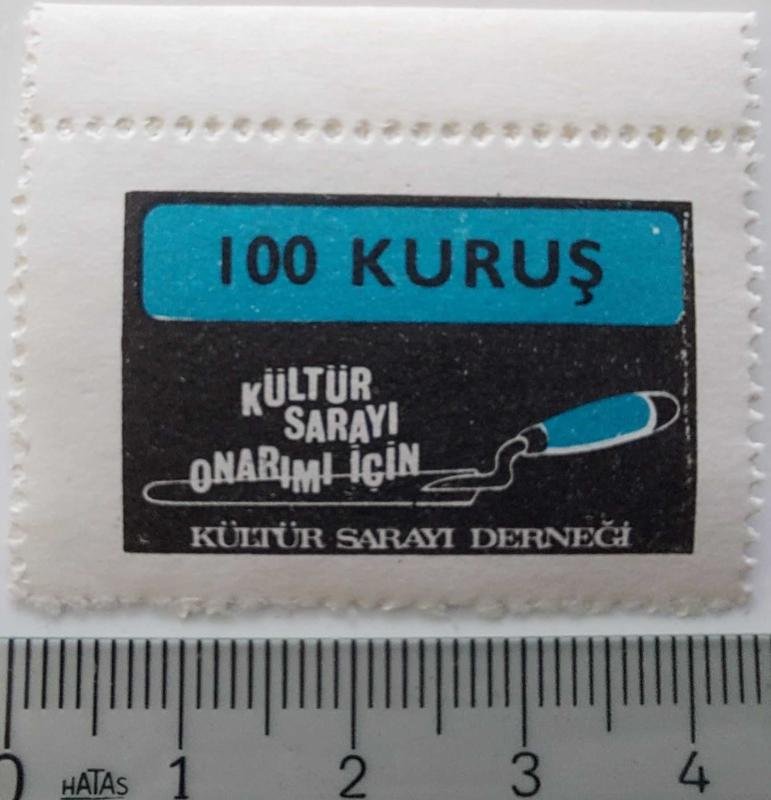 100 KURUŞ
KÜLTÜR
SARAYI
ONARIMI İÇİN
KÜLTÜR SARAYI DERNEĞİ
0 HATAS 1 2 3 4